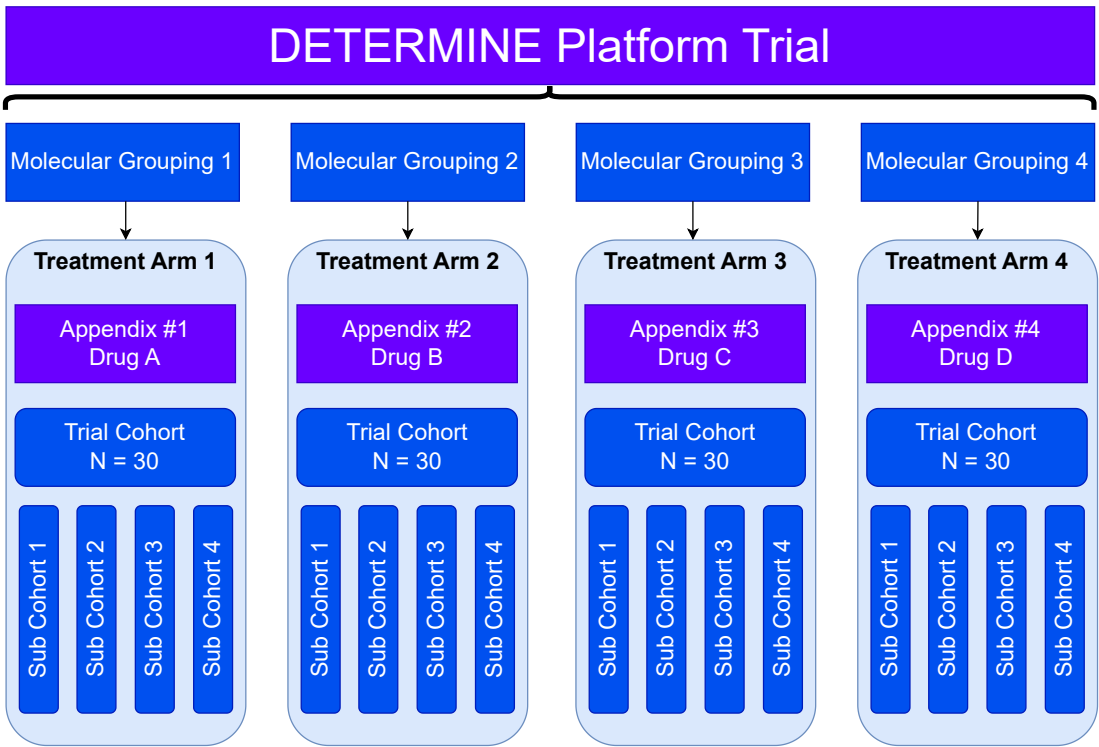 DETERMINE Platform Trial
Molecular Grouping 1
Molecular Grouping 2
Molecular Grouping 3
Molecular Grouping 4
Treatment Arm 1
Appendix #1
Drug A
Trial Cohort
N = 30
Sub Cohort 1
Sub Cohort 2
Sub Cohort 3
Sub Cohort 4
Treatment Arm 2
Appendix #2
Drug B
Trial Cohort
N = 30
Sub Cohort 1
Sub Cohort 2
Sub Cohort 3
Sub Cohort 4
Treatment Arm 3
Appendix #3
Drug C
Trial Cohort
N = 30
Sub Cohort 1
Sub Cohort 2
Sub Cohort 3
Sub Cohort 4
Treatment Arm 4
Appendix #4
Drug D
Trial Cohort
N = 30
Sub Cohort 1
Sub Cohort 2
Sub Cohort 3
Sub Cohort 4